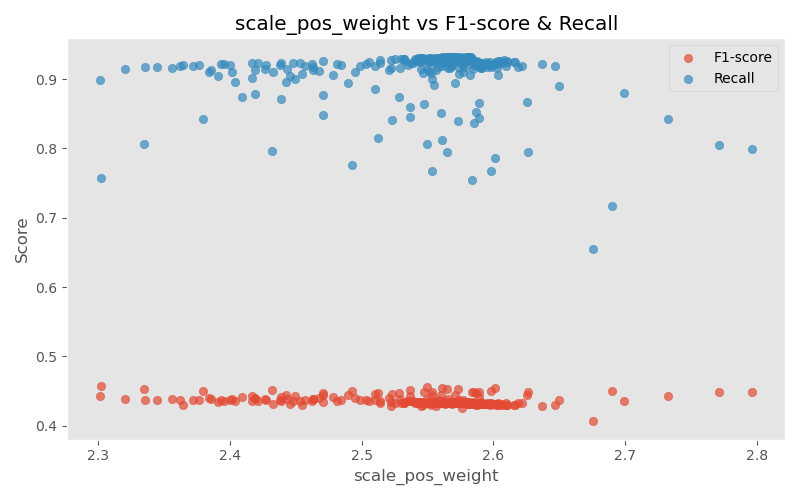 scale_pos_weight vs F1-score & Recall
F1-score
Recall
Score
0.9
0.8
0.7
0.6
0.5
0.4
2.3 2.4 2.5 2.6 2.7 2.8
scale_pos_weight